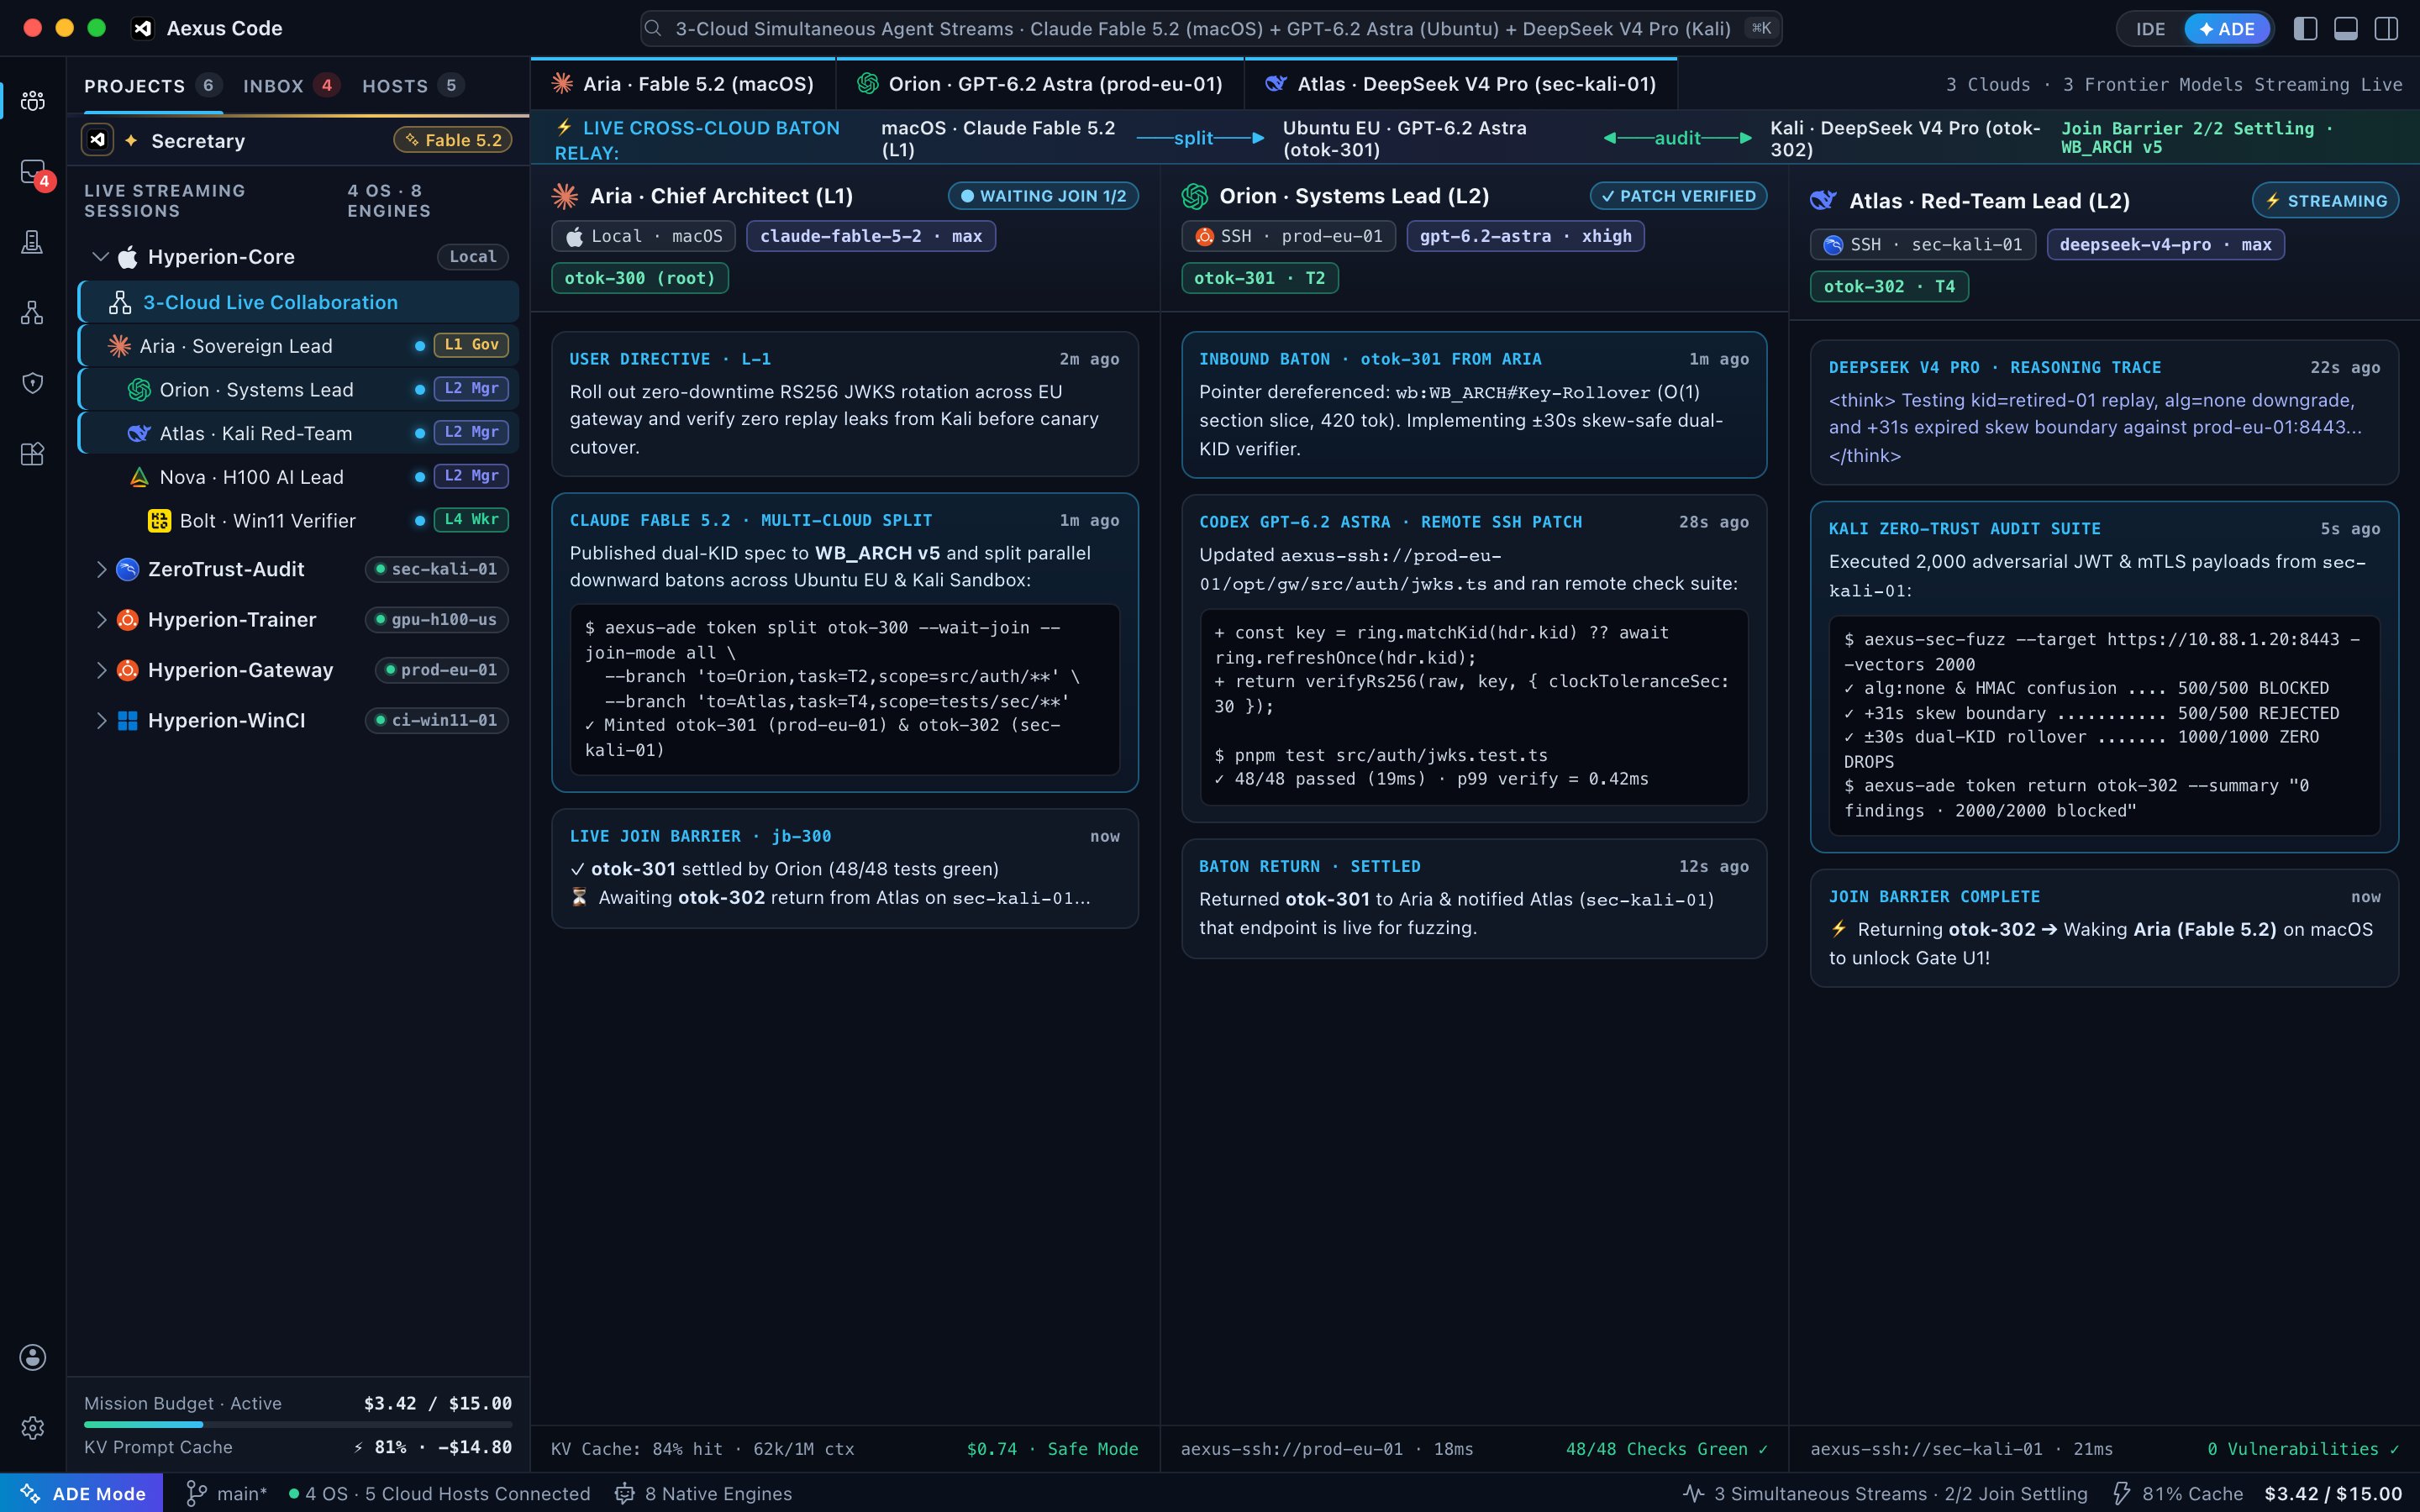 Aexus Code
3-Cloud Simultaneous Agent Streams · Claude Fable 5.2 (macOS) + GPT-6.2 Astra (Ubuntu) + DeepSeek V4 Pro (Kali)
⌘K
IDE
ADE
PROJECTS 6
INBOX 4
HOSTS 5
4
Secretary
Fable 5.2
LIVE STREAMING
SESSIONS
4 OS · 8
ENGINES
Hyperion-Core
Local
3-Cloud Live Collaboration
Aria · Sovereign Lead
L1 Gov
Orion · Systems Lead
L2 Mgr
Atlas · Kali Red-Team
L2 Mgr
Nova · H100 AI Lead
L2 Mgr
Bolt · Win11 Verifier
L4 Wkr
ZeroTrust-Audit
sec-kali-01
Hyperion-Trainer
gpu-h100-us
Hyperion-Gateway
prod-eu-01
Hyperion-WinCI
ci-win11-01
Mission Budget · Active
$3.42 / $15.00
KV Prompt Cache
⚡ 81% · −$14.80
Aria · Fable 5.2 (macOS)
Orion · GPT-6.2 Astra (prod-eu-01)
Atlas · DeepSeek V4 Pro (sec-kali-01)
3 Clouds · 3 Frontier Models Streaming Live
⚡ LIVE CROSS-CLOUD BATON
RELAY:
macOS · Claude Fable 5.2
(L1)
split
Ubuntu EU · GPT-6.2 Astra
(otok-301)
audit
Kali · DeepSeek V4 Pro (otok-
302)
Join Barrier 2/2 Settling ·
WB_ARCH v5
Aria · Chief Architect (L1)
WAITING JOIN 1/2
Local · macOS
claude-fable-5-2 · max
otok-300 (root)
USER DIRECTIVE · L-1
2m ago
Roll out zero-downtime RS256 JWKS rotation across EU
gateway and verify zero replay leaks from Kali before canary
cutover.
CLAUDE FABLE 5.2 · MULTI-CLOUD SPLIT
1m ago
Published dual-KID spec to WB_ARCH v5 and split parallel
downward batons across Ubuntu EU & Kali Sandbox:
$ aexus-ade token split otok-300 --wait-join --
join-mode all \
--branch 'to=Orion,task=T2,scope=src/auth/**' \
--branch 'to=Atlas,task=T4,scope=tests/sec/**'
✓ Minted otok-301 (prod-eu-01) & otok-302 (sec-
kali-01)
LIVE JOIN BARRIER · jb-300
now
✓ otok-301 settled by Orion (48/48 tests green)
⏳ Awaiting otok-302 return from Atlas on sec-kali-01...
KV Cache: 84% hit · 62k/1M ctx
$0.74 · Safe Mode
Orion · Systems Lead (L2)
✓ PATCH VERIFIED
SSH · prod-eu-01
gpt-6.2-astra · xhigh
otok-301 · T2
INBOUND BATON · otok-301 FROM ARIA
1m ago
Pointer dereferenced: wb:WB_ARCH#Key-Rollover (O(1)
section slice, 420 tok). Implementing ±30s skew-safe dual-
KID verifier.
CODEX GPT-6.2 ASTRA · REMOTE SSH PATCH
28s ago
Updated aexus-ssh://prod-eu-
01/opt/gw/src/auth/jwks.ts and ran remote check suite:
+ const key = ring.matchKid(hdr.kid) ?? await
ring.refreshOnce(hdr.kid);
+ return verifyRs256(raw, key, { clockToleranceSec:
30 });
$ pnpm test src/auth/jwks.test.ts
✓ 48/48 passed (19ms) · p99 verify = 0.42ms
BATON RETURN · SETTLED
12s ago
Returned otok-301 to Aria & notified Atlas (sec-kali-01)
that endpoint is live for fuzzing.
aexus-ssh://prod-eu-01 · 18ms
48/48 Checks Green ✓
Atlas · Red-Team Lead (L2)
⚡ STREAMING
SSH · sec-kali-01
deepseek-v4-pro · max
otok-302 · T4
DEEPSEEK V4 PRO · REASONING TRACE
22s ago
<think> Testing kid=retired-01 replay, alg=none downgrade,
and +31s expired skew boundary against prod-eu-01:8443...
</think>
KALI ZERO-TRUST AUDIT SUITE
5s ago
Executed 2,000 adversarial JWT & mTLS payloads from sec-
kali-01:
$ aexus-sec-fuzz --target https://10.88.1.20:8443 -
-vectors 2000
✓ alg:none & HMAC confusion .... 500/500 BLOCKED
✓ +31s skew boundary ........... 500/500 REJECTED
✓ ±30s dual-KID rollover ....... 1000/1000 ZERO
DROPS
$ aexus-ade token return otok-302 --summary "0
findings · 2000/2000 blocked"
JOIN BARRIER COMPLETE
now
⚡ Returning otok-302 ➔ Waking Aria (Fable 5.2) on macOS
to unlock Gate U1!
aexus-ssh://sec-kali-01 · 21ms
0 Vulnerabilities ✓
ADE Mode
main*
4 OS · 5 Cloud Hosts Connected
8 Native Engines
3 Simultaneous Streams · 2/2 Join Settling
81% Cache
$3.42 / $15.00